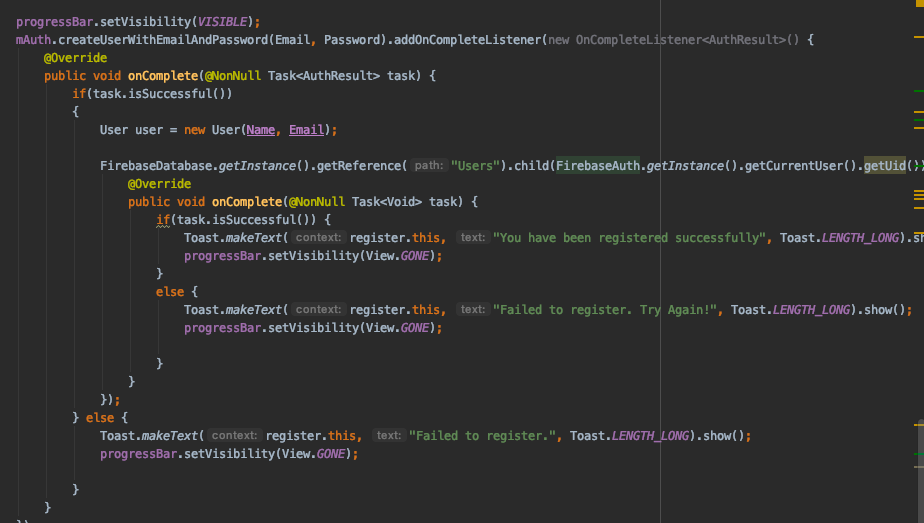 progressBar.setVisibility(VISIBLE);
mAuth.createUserWithEmailAndPassword(Email, Password).addOnCompleteListener(new OnCompleteListener<AuthResult>() {
@Override
public void onComplete(@NonNull Task<AuthResult> task) {
if(task.isSuccessful())
{
User user = new User(Name, Email);
FirebaseDatabase.getInstance().getReference( path: "Users").child(FirebaseAuth.getInstance().getCurrentUser().getUid())
@Override
public void onComplete(@NonNull Task<Void> task) {
if(task.isSuccessful()) {
Toast.makeText( context: register.this, text: "You have been registered successfully", Toast.LENGTH_LONG).sh
progressBar.setVisibility(View.GONE);
}
else {
Toast.makeText( context: register.this, text: "Failed to register. Try Again!", Toast.LENGTH_LONG).show();
progressBar.setVisibility(View.GONE);
}
}
});
} else {
Toast.makeText( context: register.this, text: "Failed to register.", Toast.LENGTH_LONG).show();
progressBar.setVisibility(View.GONE);
}
}